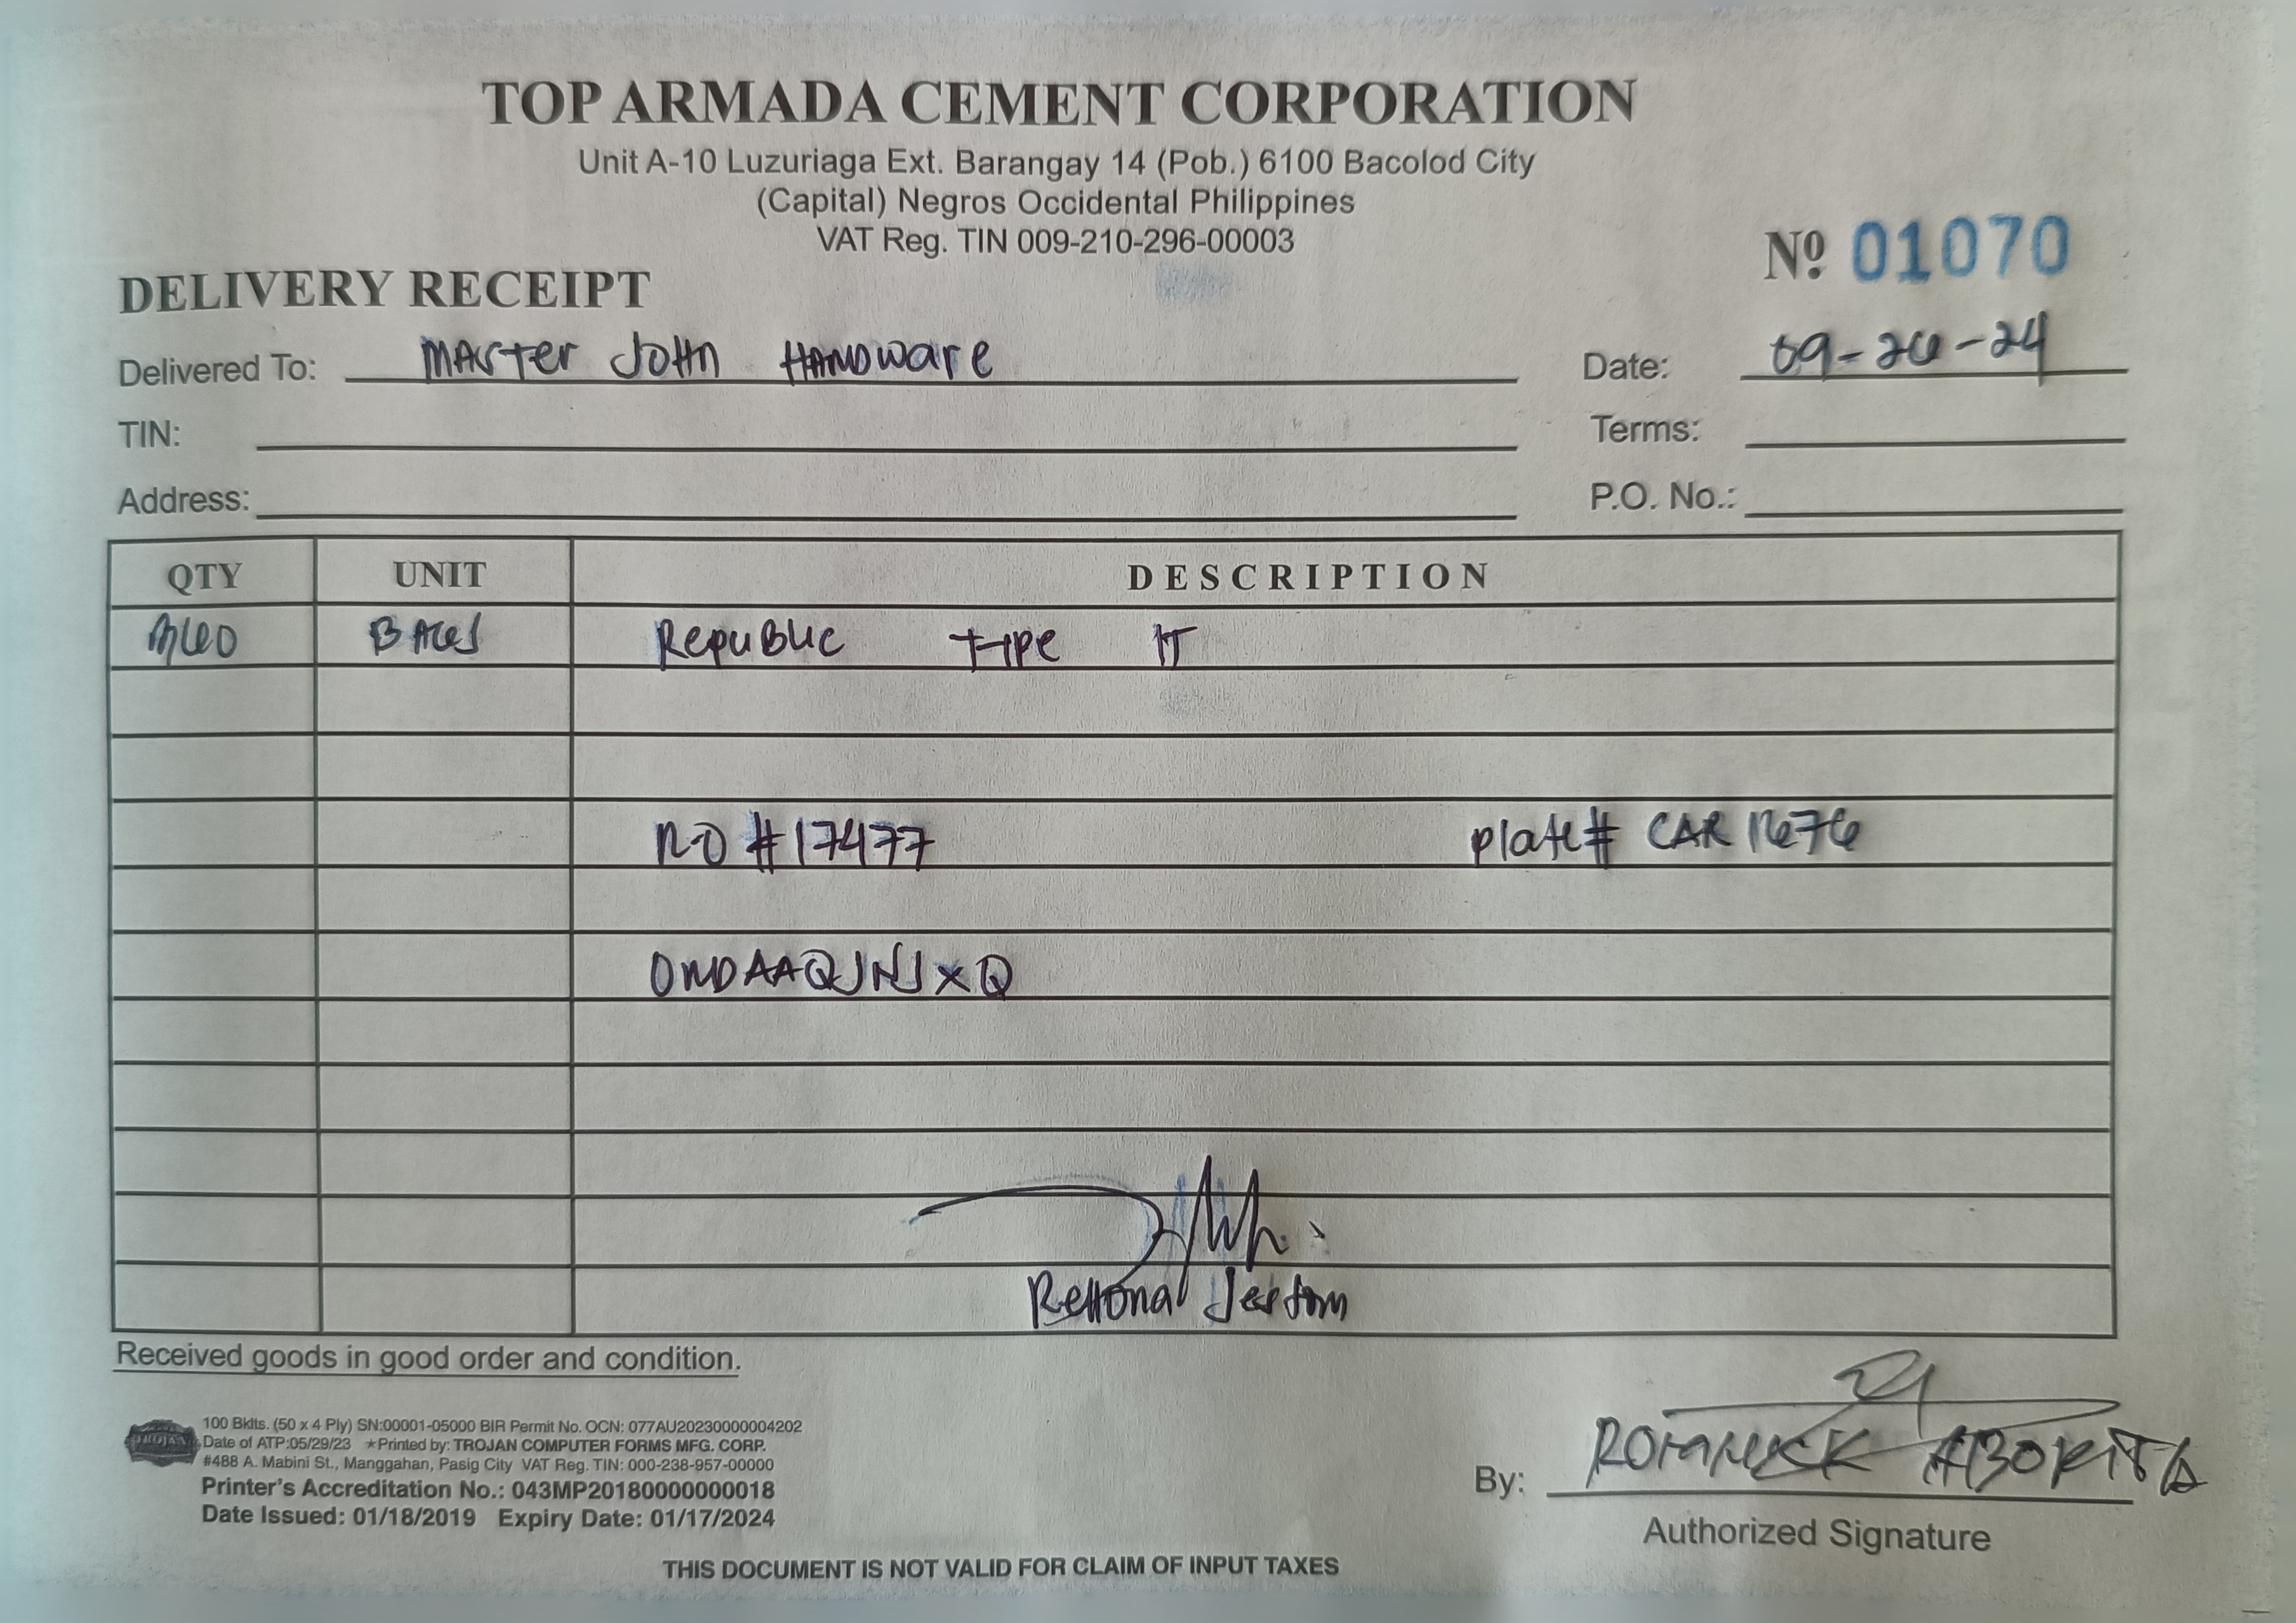 TOP ARMADA CEMENT CORPORATION
Unit A-10 Luzuriaga Ext. Barangay 14 (Pob.) 6100 Bacolod City
(Capital) Negros Occidental Philippines
VAT Reg. TIN 009-210-296-00003
Nº 01070
DELIVERY RECEIPT
Delivered To: MASTER JOHN HARDWARE
Date: 09-26-24
TIN:
Terms:
Address:
P.O. No.:
QTY UNIT DESCRIPTION
BAGS Republic Type
#17477 plate# CAR 1676
Received goods in good order and condition.
100 Bklts. (50 x 4 Ply) SN:00001-05000 BIR Permit No. OCN: 077AU20230000004202
Date of ATP:05/29/23 ★Printed by: TROJAN COMPUTER FORMS MFG. CORP.
#488 A. Mabini St., Manggahan, Pasig City VAT Reg. TIN: 000-238-957-00000
Printer's Accreditation No.: 043MP20180000000018
Date Issued: 01/18/2019 Expiry Date: 01/17/2024
TROJAN
By: ROMNICK ABORITA
Authorized Signature
THIS DOCUMENT IS NOT VALID FOR CLAIM OF INPUT TAXES